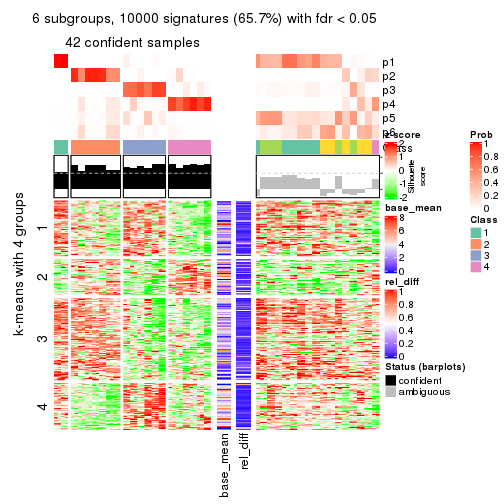 6 subgroups, 10000 signatures (65.7%) with fdr < 0.05
42 confident samples
p1
p2
p3
p4
p5
p6
Class
Silhouette
score
k-means with 4 groups
1
2
3
4
base_mean
rel_diff
z-score
2
1
0
-1
-2
base_mean
8
6
4
2
0
rel_diff
1
0.8
0.6
0.4
0.2
0
Status (barplots)
confident
ambiguous
Prob
1
0.8
0.6
0.4
0.2
0
Class
1
2
3
4